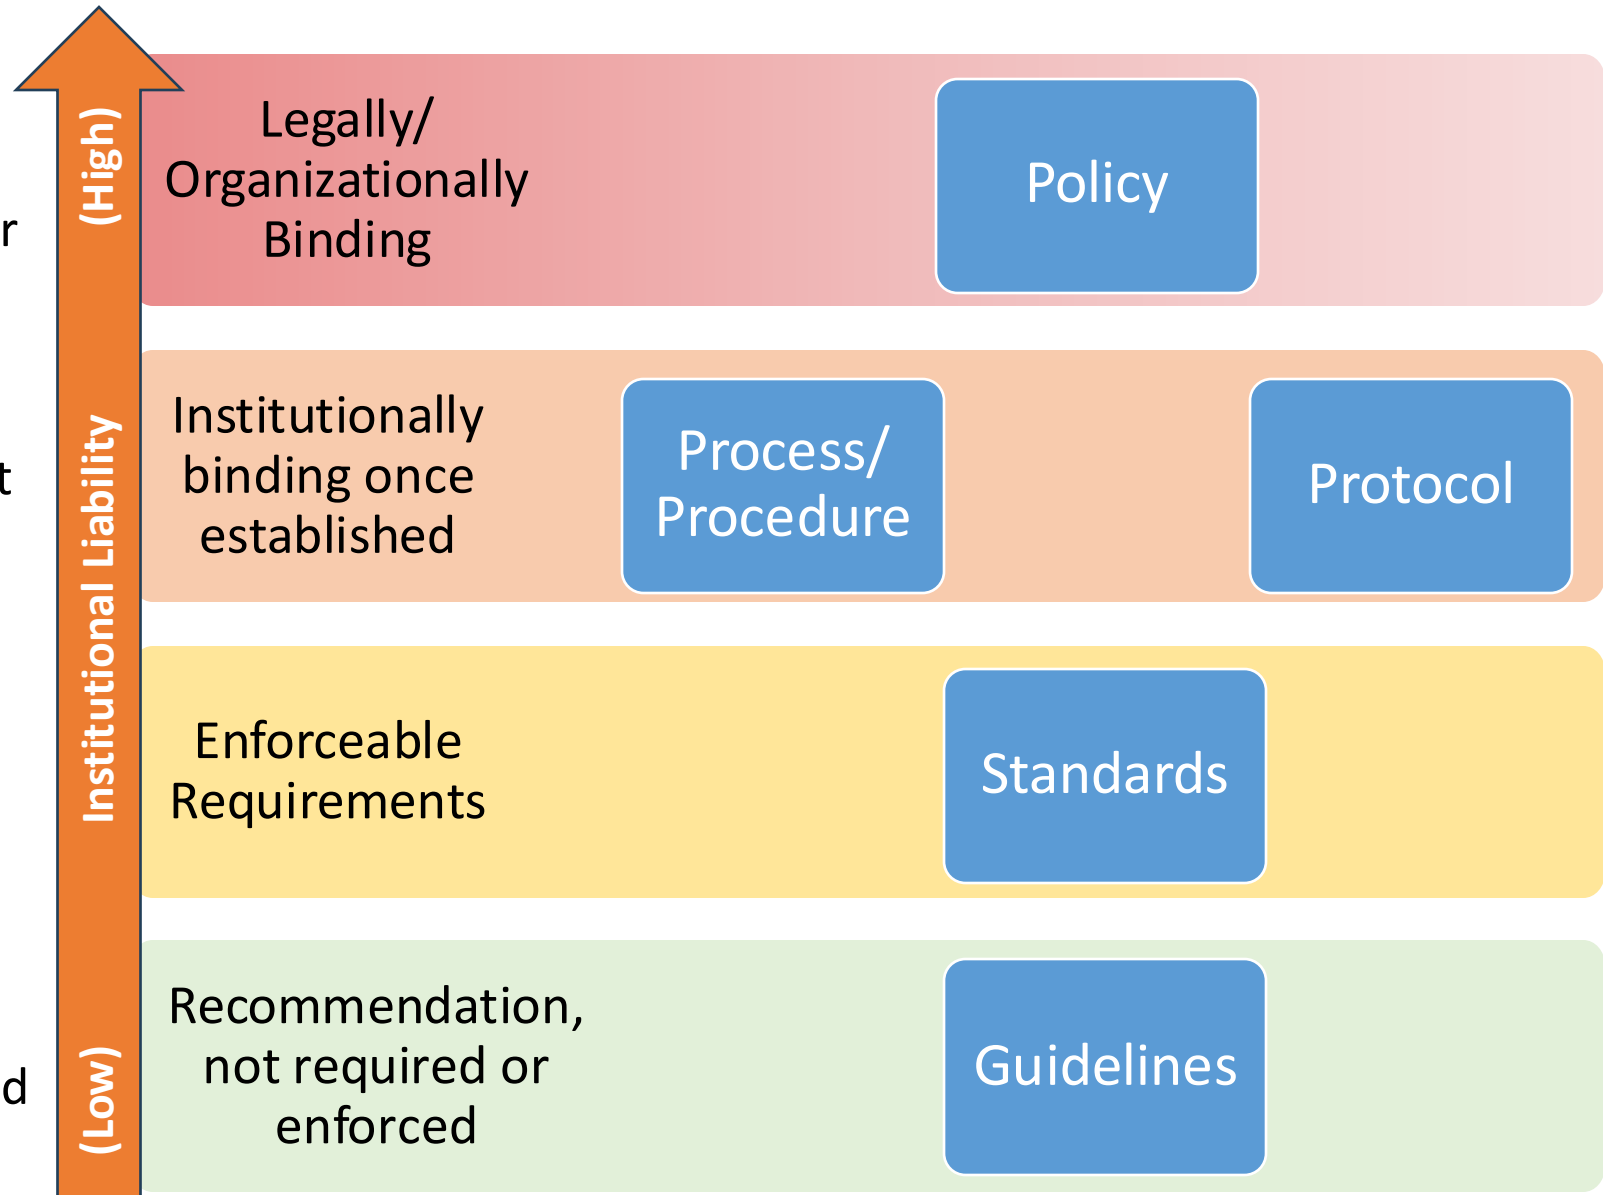 (High)
Institutional Liability
(Low)
Legally/
Organizationally
Binding
Policy
Institutionally
binding once
established
Process/
Procedure
Protocol
Enforceable
Requirements
Standards
Recommendation,
not required or
enforced
Guidelines
r
t
d